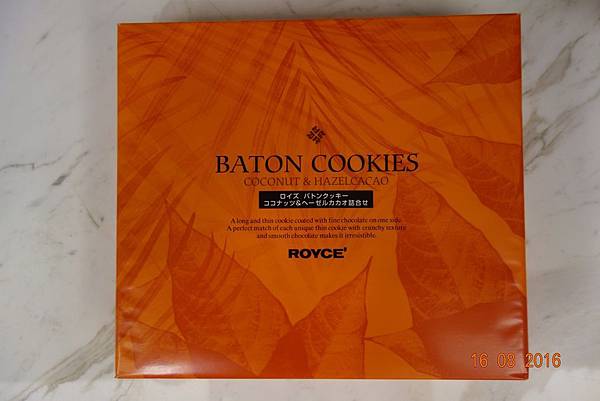 BATON COOKIES
COCONUT & HAZELCACAO
ロイズ バトンクッキー
ココナッツ&ヘーゼルカカオ詰合せ
A long and thin cookie coated with fine chocolate on one side.
A perfect match of each unique thin cookie with crunchy texture
and smooth chocolate makes it irresistible.
ROYCE'
16 08 2016